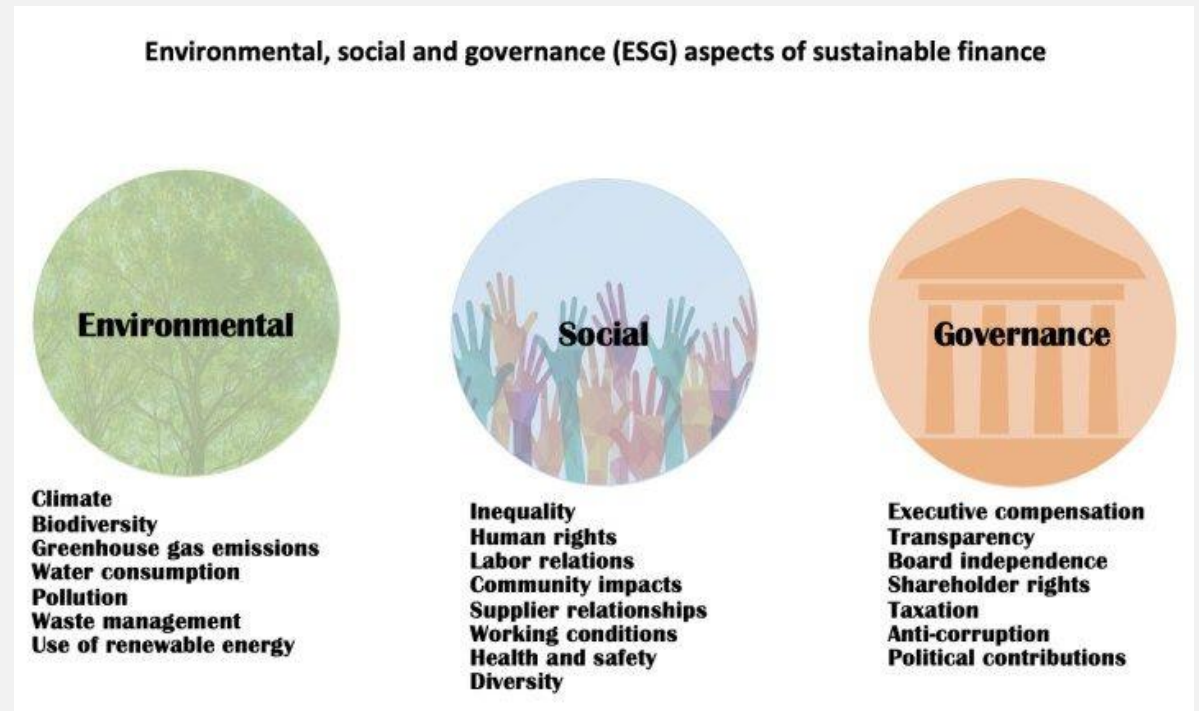 Environmental, social and governance (ESG) aspects of sustainable finance
Environmental
Climate
Biodiversity
Greenhouse gas emissions
Water consumption
Pollution
Waste management
Use of renewable energy
Social
Inequality
Human rights
Labor relations
Community impacts
Supplier relationships
Working conditions
Health and safety
Diversity
Governance
Executive compensation
Transparency
Board independence
Shareholder rights
Taxation
Anti-corruption
Political contributions